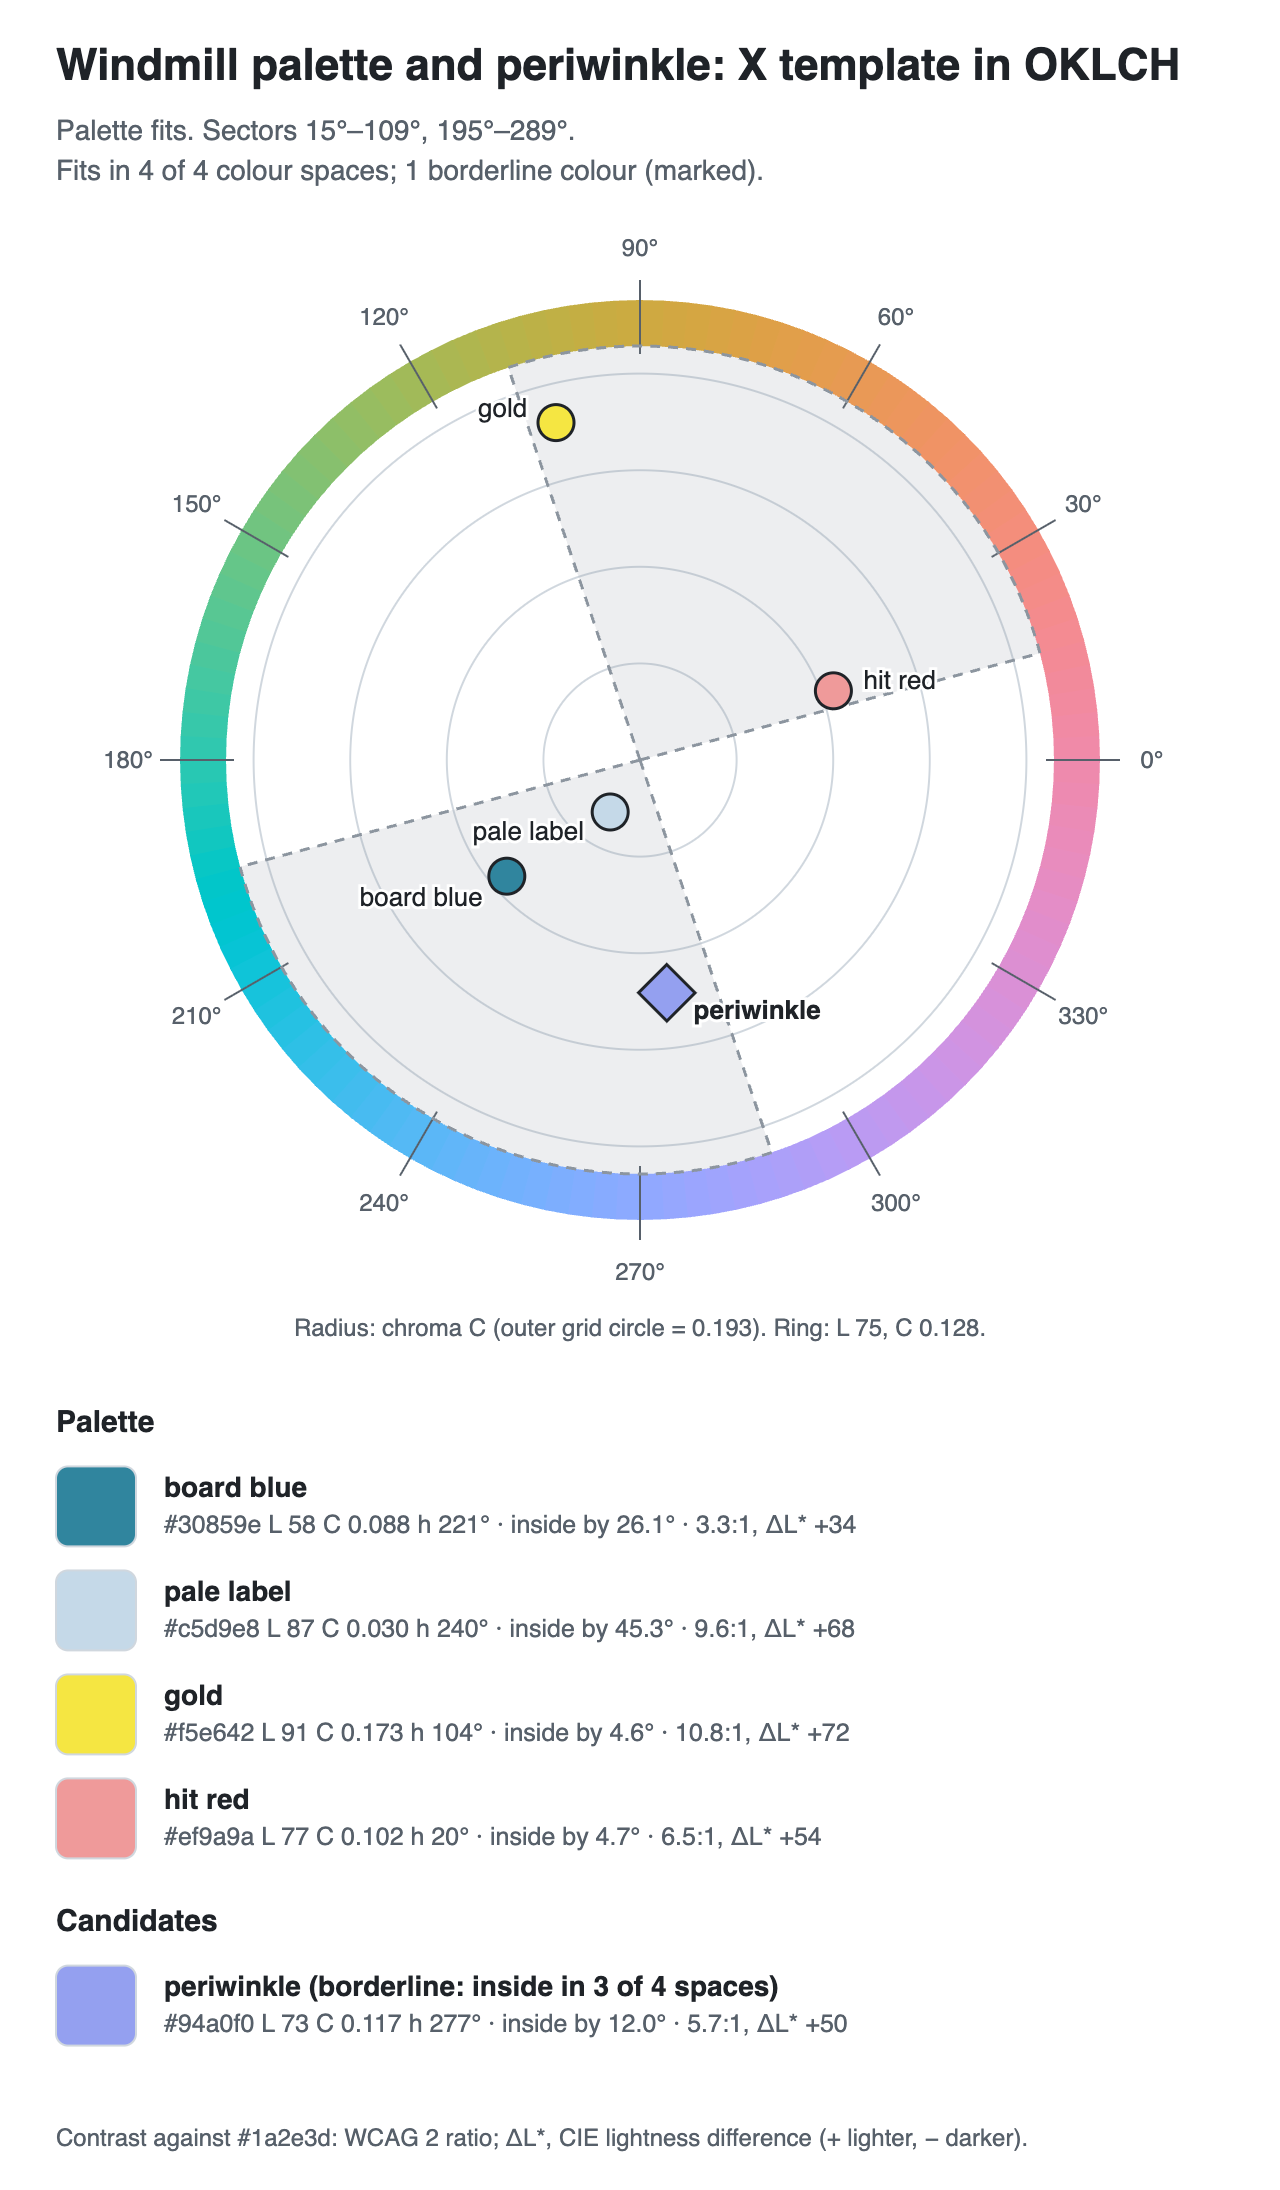 Windmill palette and periwinkle: X template in OKLCH
Palette fits. Sectors 15°–109°, 195°–289°.
Fits in 4 of 4 colour spaces; 1 borderline colour (marked).
90°
120°
60°
gold
150°
30°
hit red
180°
0°
pale label
board blue
periwinkle
210°
330°
240°
300°
270°
Radius: chroma C (outer grid circle = 0.193). Ring: L 75, C 0.128.
Palette
board blue
#30859e L 58 C 0.088 h 221° · inside by 26.1° · 3.3:1, ΔL* +34
pale label
#c5d9e8 L 87 C 0.030 h 240° · inside by 45.3° · 9.6:1, ΔL* +68
gold
#f5e642 L 91 C 0.173 h 104° · inside by 4.6° · 10.8:1, ΔL* +72
hit red
#ef9a9a L 77 C 0.102 h 20° · inside by 4.7° · 6.5:1, ΔL* +54
Candidates
periwinkle (borderline: inside in 3 of 4 spaces)
#94a0f0 L 73 C 0.117 h 277° · inside by 12.0° · 5.7:1, ΔL* +50
Contrast against #1a2e3d: WCAG 2 ratio; ΔL*, CIE lightness difference (+ lighter, − darker).